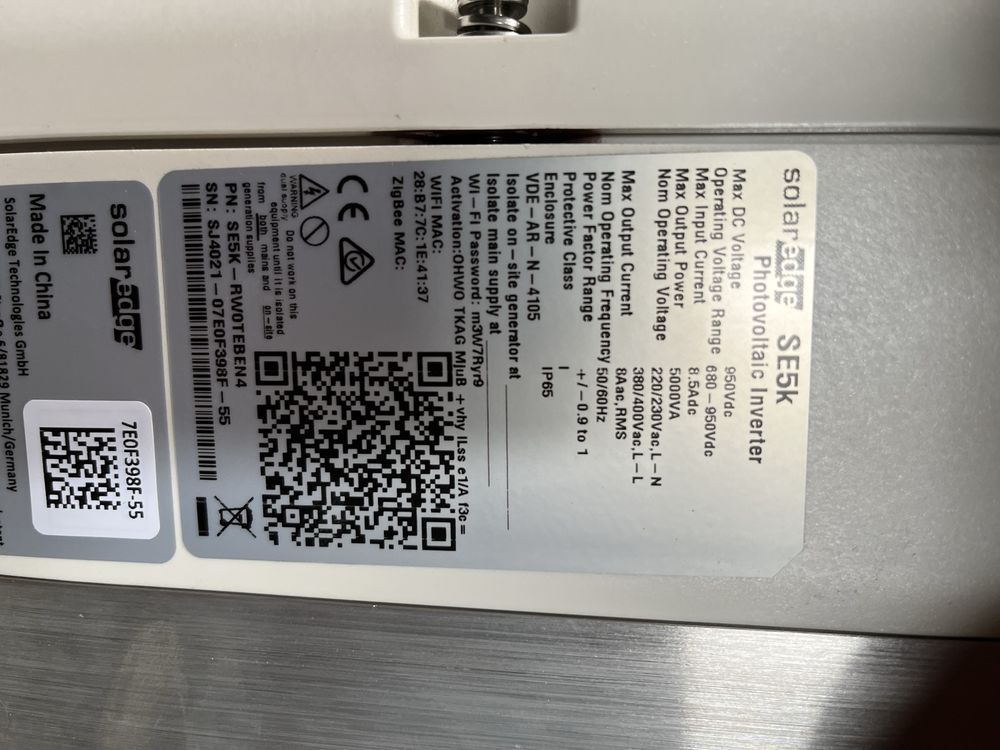 solaredge SE5k
Photovoltaic Inverter
Max DC Voltage 950Vdc
Operating Voltage Range 680-950Vdc
Max Input Current 8.5Adc
Max Output Power 5000VA
Nom Operating Voltage 220/230Vac,L-N
380/400Vac,L-L
Max Output Current 8Aac,RMS
Nom Operating Frequency 50/60Hz
Power Factor Range +/-0.9 to 1
Protective Class I
Enclosure IP65
VDE-AR-N-4105
Isolate on-site generator at
Isolate main supply at
WI-FI Password: m3W7Ryr9
Activation:OHWO TKAG MjuB +vhy ILss e1/A f3c=
WIFI MAC:
28:B7:7C:1E:41:37
ZigBee MAC:
CE
WARNING Do not work on this
dual supply equipment until it is isolated
from both mains and on-site
generation supplies
PN: SE5K-RW0TEBEN4
SN: SJ4021-07E0F398F-55
solaredge
Made In China
SolarEdge Technologies GmbH
6/81829 Munich/Germany
7E0F398F-55